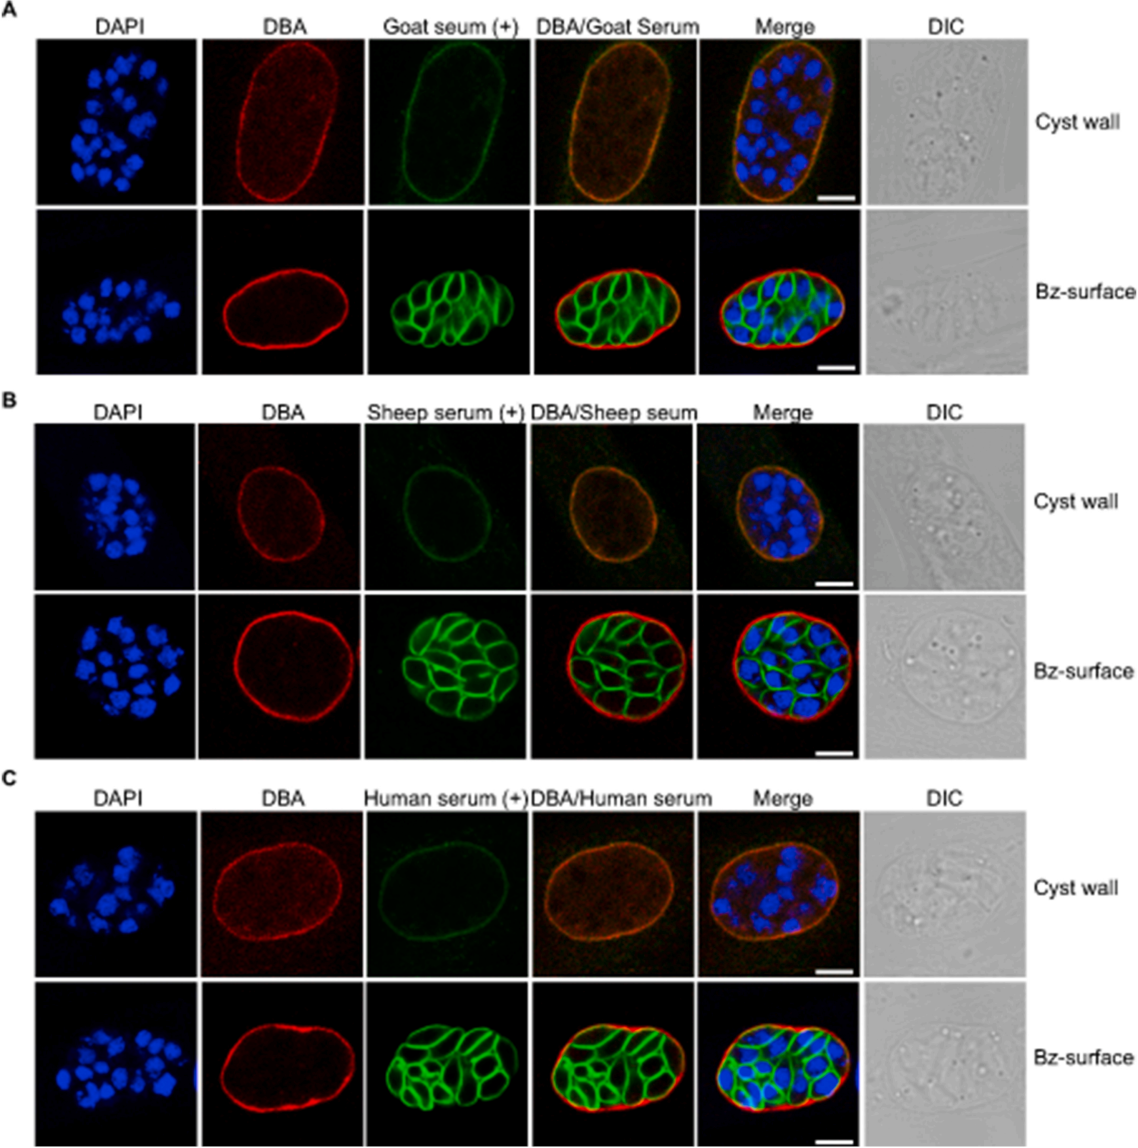 A
DAPI DBA Goat seum (+) DBA/Goat Serum Merge DIC
Cyst wall
Bz-surface
B
DAPI DBA Sheep serum (+) DBA/Sheep seum Merge DIC
Cyst wall
Bz-surface
C
DAPI DBA Human serum (+) DBA/Human serum Merge DIC
Cyst wall
Bz-surface